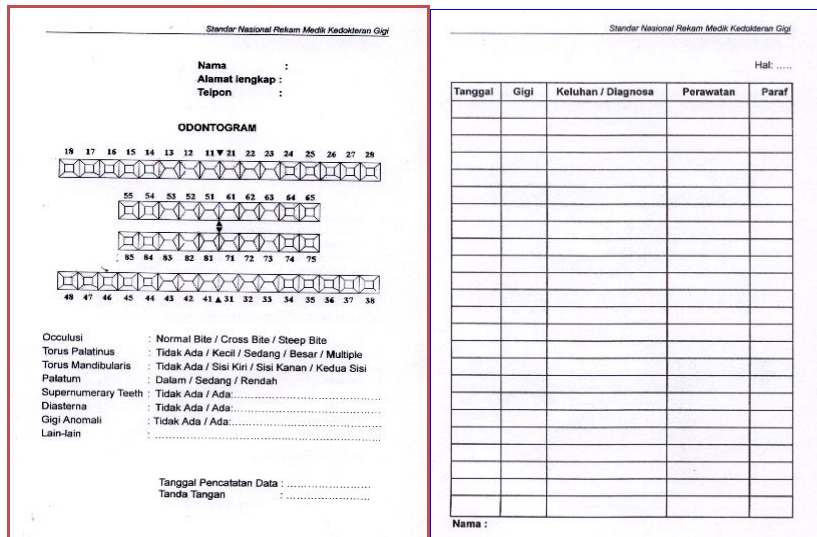 Standar Nasional Rekam Medik Kedokteran Gigi
Nama :
Alamat lengkap :
Telpon :
ODONTOGRAM
18 17 16 15 14 13 12 11 ▼ 21 22 23 24 25 26 27 28
55 54 53 52 51 61 62 63 64 65
85 84 83 82 81 71 72 73 74 75
48 47 46 45 44 43 42 41 ▲ 31 32 33 34 35 36 37 38
Occulusi : Normal Bite / Cross Bite / Steep Bite
Torus Palatinus : Tidak Ada / Kecil / Sedang / Besar / Multiple
Torus Mandibularis : Tidak Ada / Sisi Kiri / Sisi Kanan / Kedua Sisi
Palatum : Dalam / Sedang / Rendah
Supernumerary Teeth : Tidak Ada / Ada:..............................
Diasterna : Tidak Ada / Ada:..............................
Gigi Anomali : Tidak Ada / Ada:..............................
Lain-lain : ..............................
Tanggal Pencatatan Data : ........................
Tanda Tangan : ........................
Standar Nasional Rekam Medik Kedokteran Gigi
Hal: .....
Tanggal Gigi Keluhan / Diagnosa Perawatan Paraf
Nama :